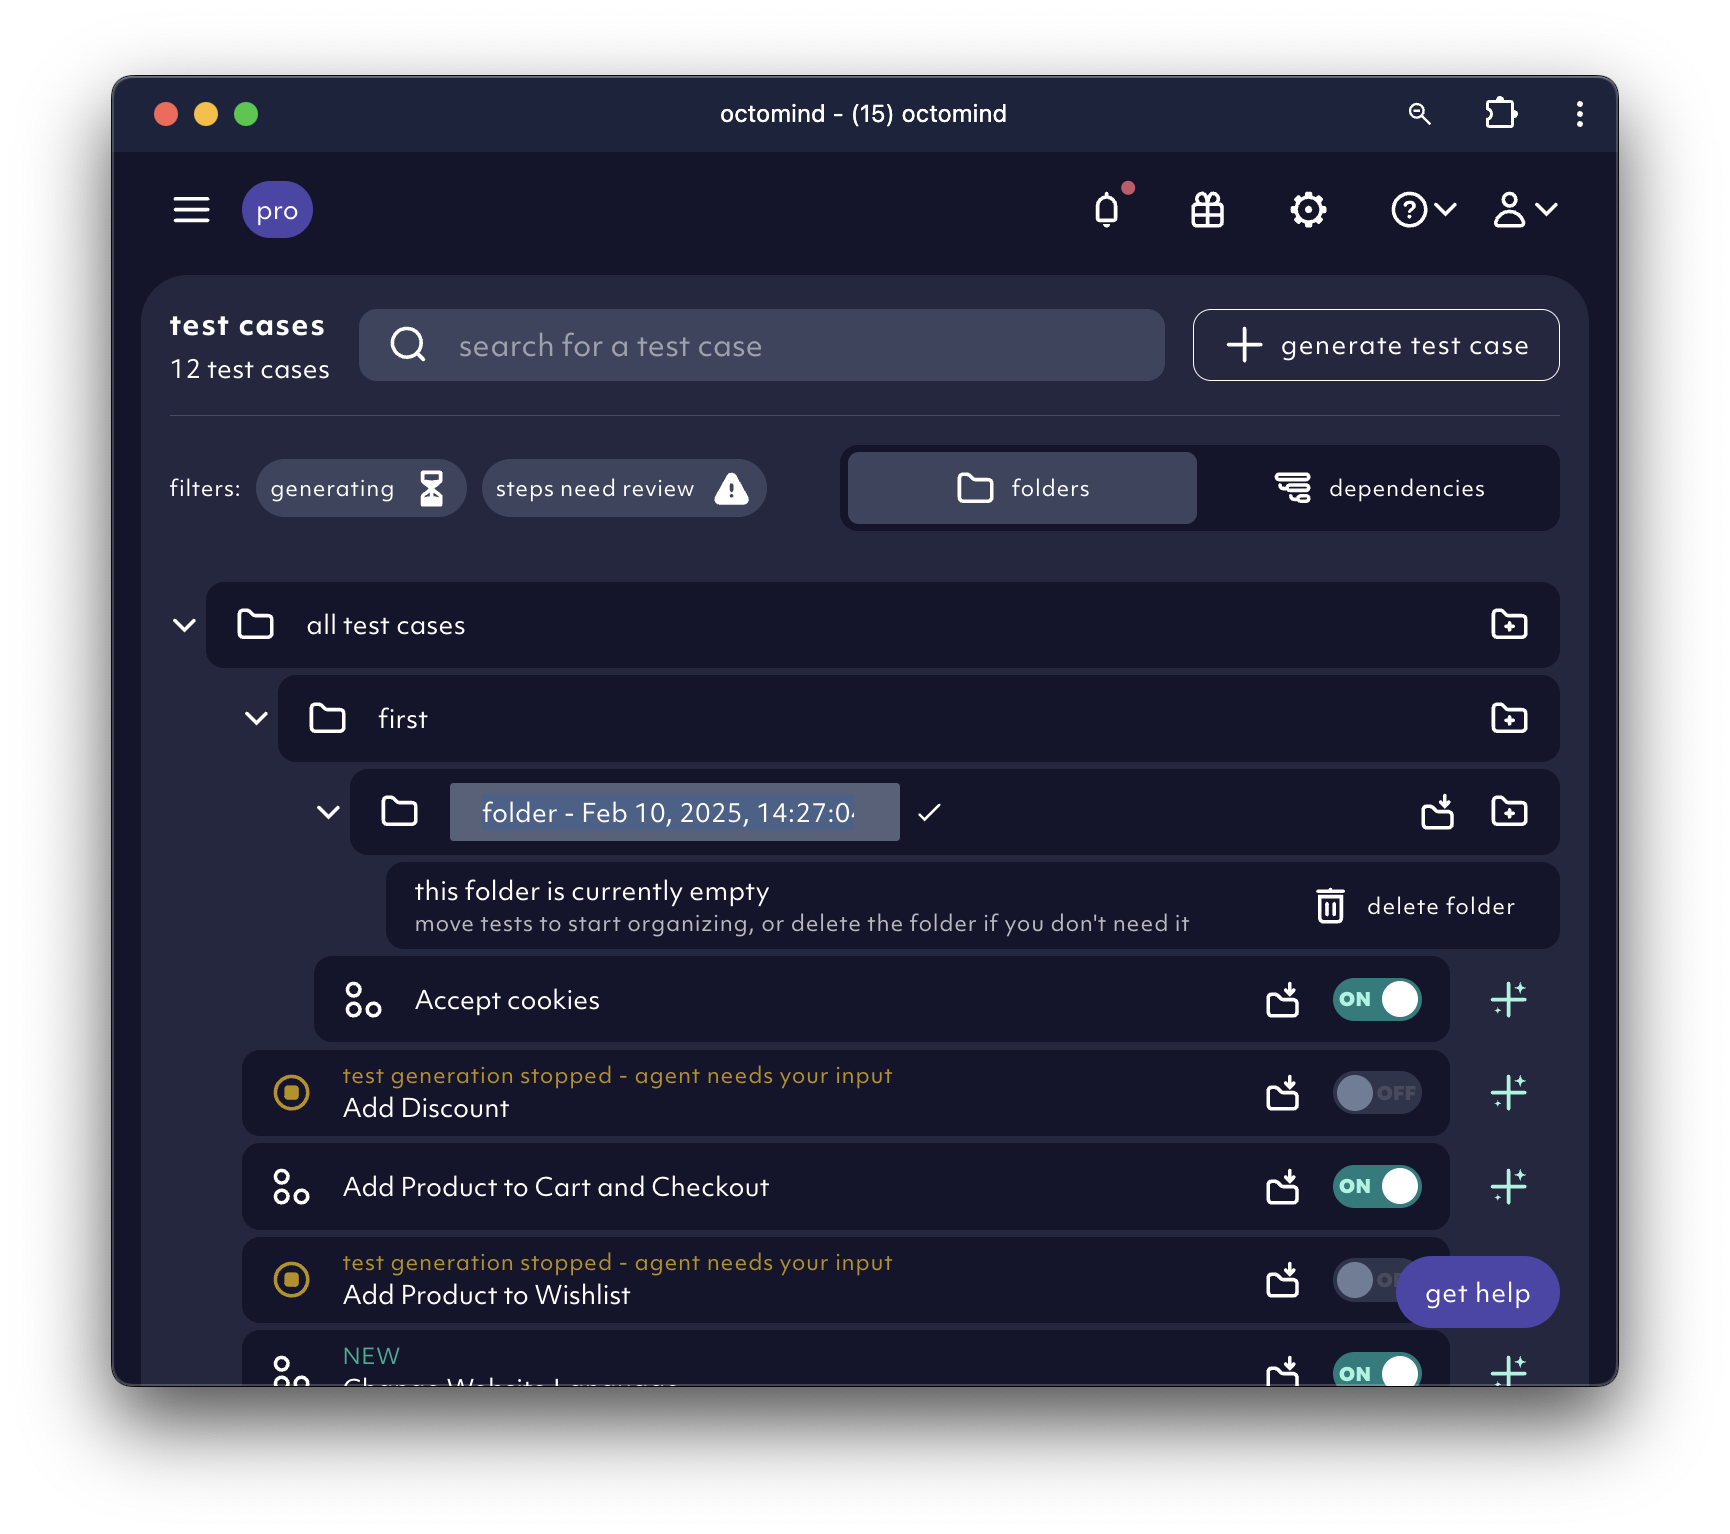 octomind - (15) octomind
pro
test cases
12 test cases
search for a test case
generate test case
filters:
generating
steps need review
folders
dependencies
all test cases
first
folder - Feb 10, 2025, 14:27:0
this folder is currently empty
move tests to start organizing, or delete the folder if you don't need it
delete folder
Accept cookies
ON
test generation stopped - agent needs your input
Add Discount
OFF
Add Product to Cart and Checkout
ON
test generation stopped - agent needs your input
Add Product to Wishlist
get help
NEW
Change Website Language
ON